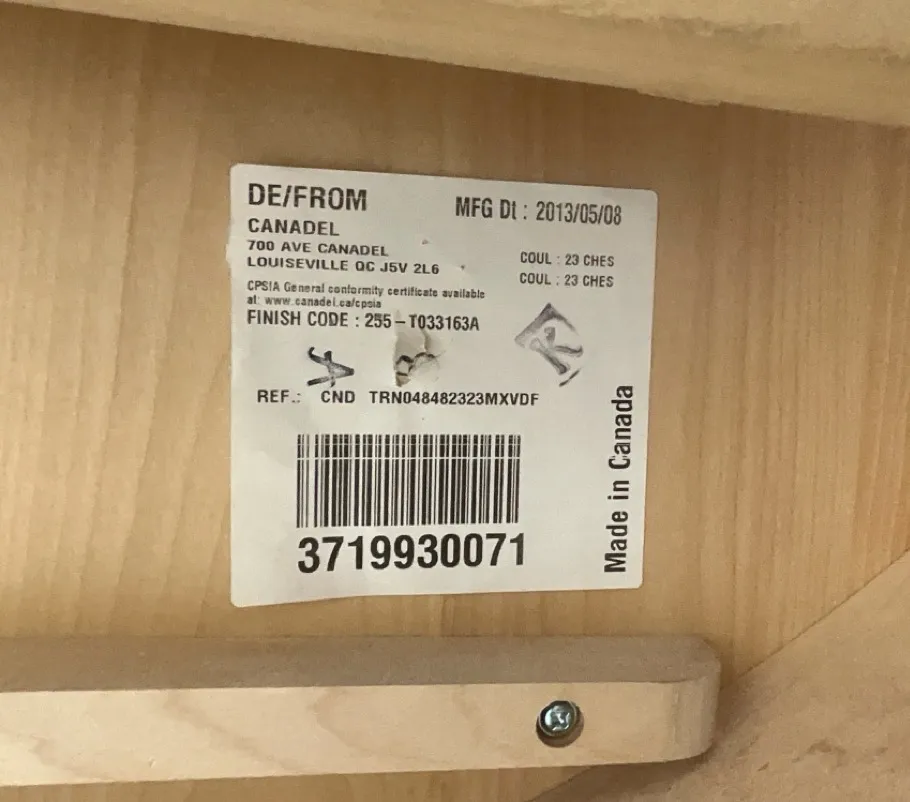 DE/FROM
MFG Dt : 2013/05/08
CANADEL
700 AVE CANADEL
LOUISEVILLE QC J5V 2L6
COUL : 23 CHES
COUL : 23 CHES
CPSIA General conformity certificate available
at: www.canadel.ca/cpsia
FINISH CODE : 255-T033163A
K
REF.: CND TRN048482323MXVDF
3719930071
Made in Canada